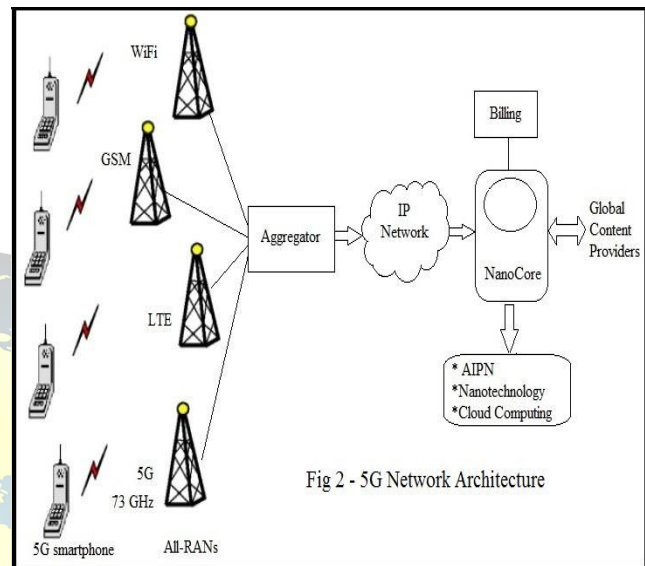 WiFi
GSM
LTE
5G
73 GHz
5G smartphone
All-RANs
Aggregator
IP
Network
Billing
NanoCore
Global
Content
Providers
* AIPN
*Nanotechnology
*Cloud Computing
Fig 2 - 5G Network Architecture